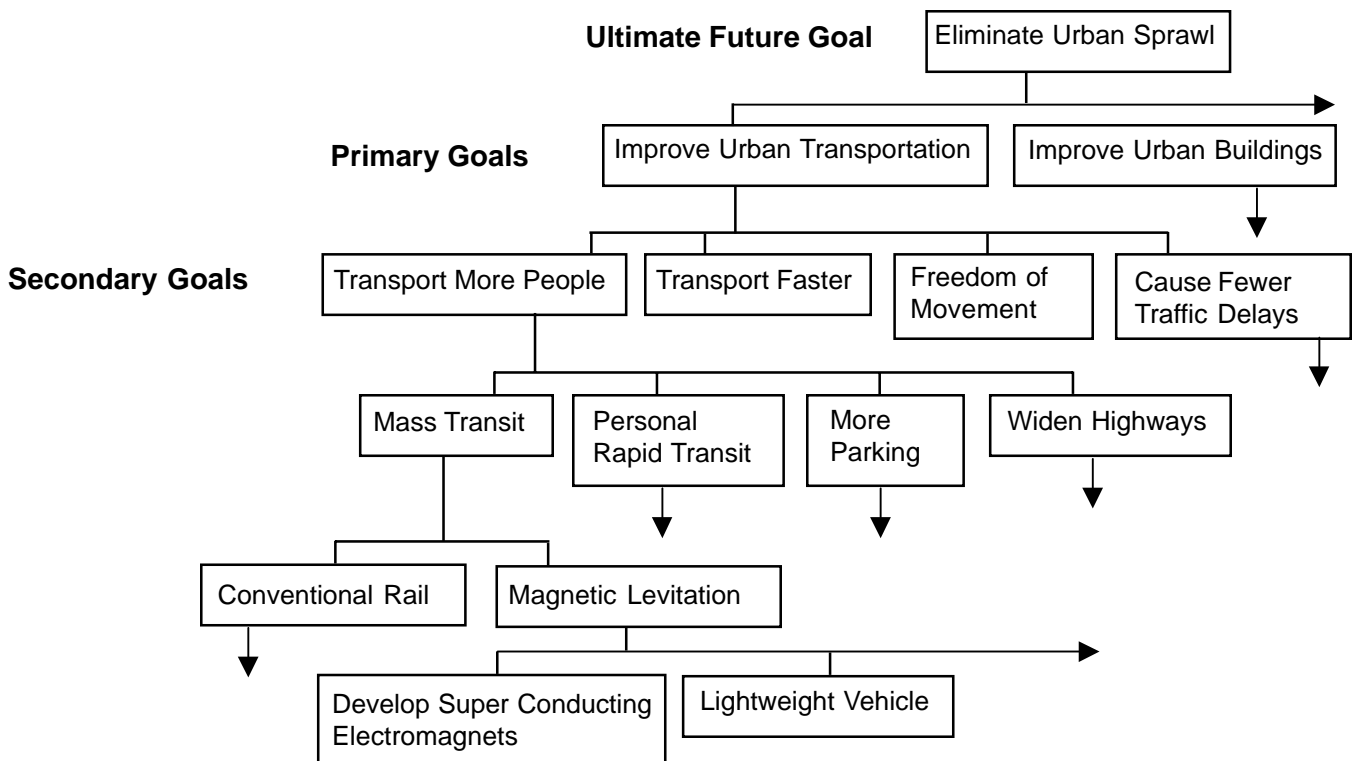 Ultimate Future Goal
Eliminate Urban Sprawl
Primary Goals
Improve Urban Transportation
Improve Urban Buildings
Secondary Goals
Transport More People
Transport Faster
Freedom of
Movement
Cause Fewer
Traffic Delays
Mass Transit
Personal
Rapid Transit
More
Parking
Widen Highways
Conventional Rail
Magnetic Levitation
Develop Super Conducting
Electromagnets
Lightweight Vehicle